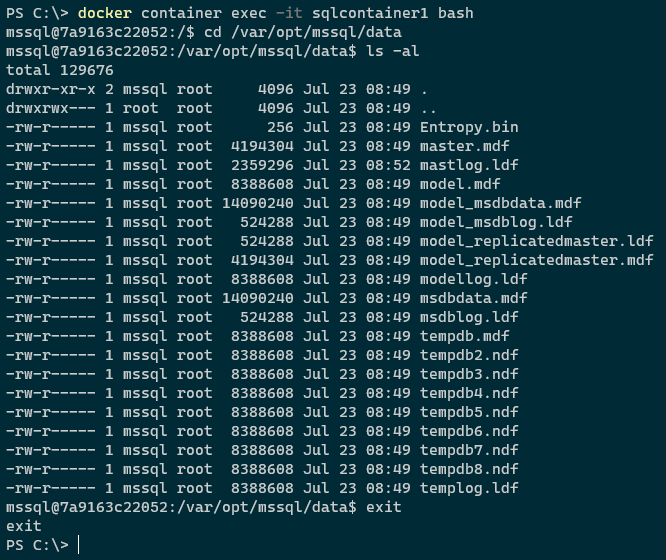 PS C:\> docker container exec -it sqlcontainer1 bash
mssql@7a9163c22052:/$ cd /var/opt/mssql/data
mssql@7a9163c22052:/var/opt/mssql/data$ ls -al
total 129676
drwxr-xr-x 2 mssql root     4096 Jul 23 08:49 .
drwxrwx--- 1 root  root     4096 Jul 23 08:49 ..
-rw-r----- 1 mssql root      256 Jul 23 08:49 Entropy.bin
-rw-r----- 1 mssql root  4194304 Jul 23 08:49 master.mdf
-rw-r----- 1 mssql root  2359296 Jul 23 08:52 mastlog.ldf
-rw-r----- 1 mssql root  8388608 Jul 23 08:49 model.mdf
-rw-r----- 1 mssql root 14090240 Jul 23 08:49 model_msdbdata.mdf
-rw-r----- 1 mssql root   524288 Jul 23 08:49 model_msdblog.ldf
-rw-r----- 1 mssql root   524288 Jul 23 08:49 model_replicatedmaster.ldf
-rw-r----- 1 mssql root  4194304 Jul 23 08:49 model_replicatedmaster.mdf
-rw-r----- 1 mssql root  8388608 Jul 23 08:49 modellog.ldf
-rw-r----- 1 mssql root 14090240 Jul 23 08:49 msdbdata.mdf
-rw-r----- 1 mssql root   524288 Jul 23 08:49 msdblog.ldf
-rw-r----- 1 mssql root  8388608 Jul 23 08:49 tempdb.mdf
-rw-r----- 1 mssql root  8388608 Jul 23 08:49 tempdb2.ndf
-rw-r----- 1 mssql root  8388608 Jul 23 08:49 tempdb3.ndf
-rw-r----- 1 mssql root  8388608 Jul 23 08:49 tempdb4.ndf
-rw-r----- 1 mssql root  8388608 Jul 23 08:49 tempdb5.ndf
-rw-r----- 1 mssql root  8388608 Jul 23 08:49 tempdb6.ndf
-rw-r----- 1 mssql root  8388608 Jul 23 08:49 tempdb7.ndf
-rw-r----- 1 mssql root  8388608 Jul 23 08:49 tempdb8.ndf
-rw-r----- 1 mssql root  8388608 Jul 23 08:49 templog.ldf
mssql@7a9163c22052:/var/opt/mssql/data$ exit
exit
PS C:\>